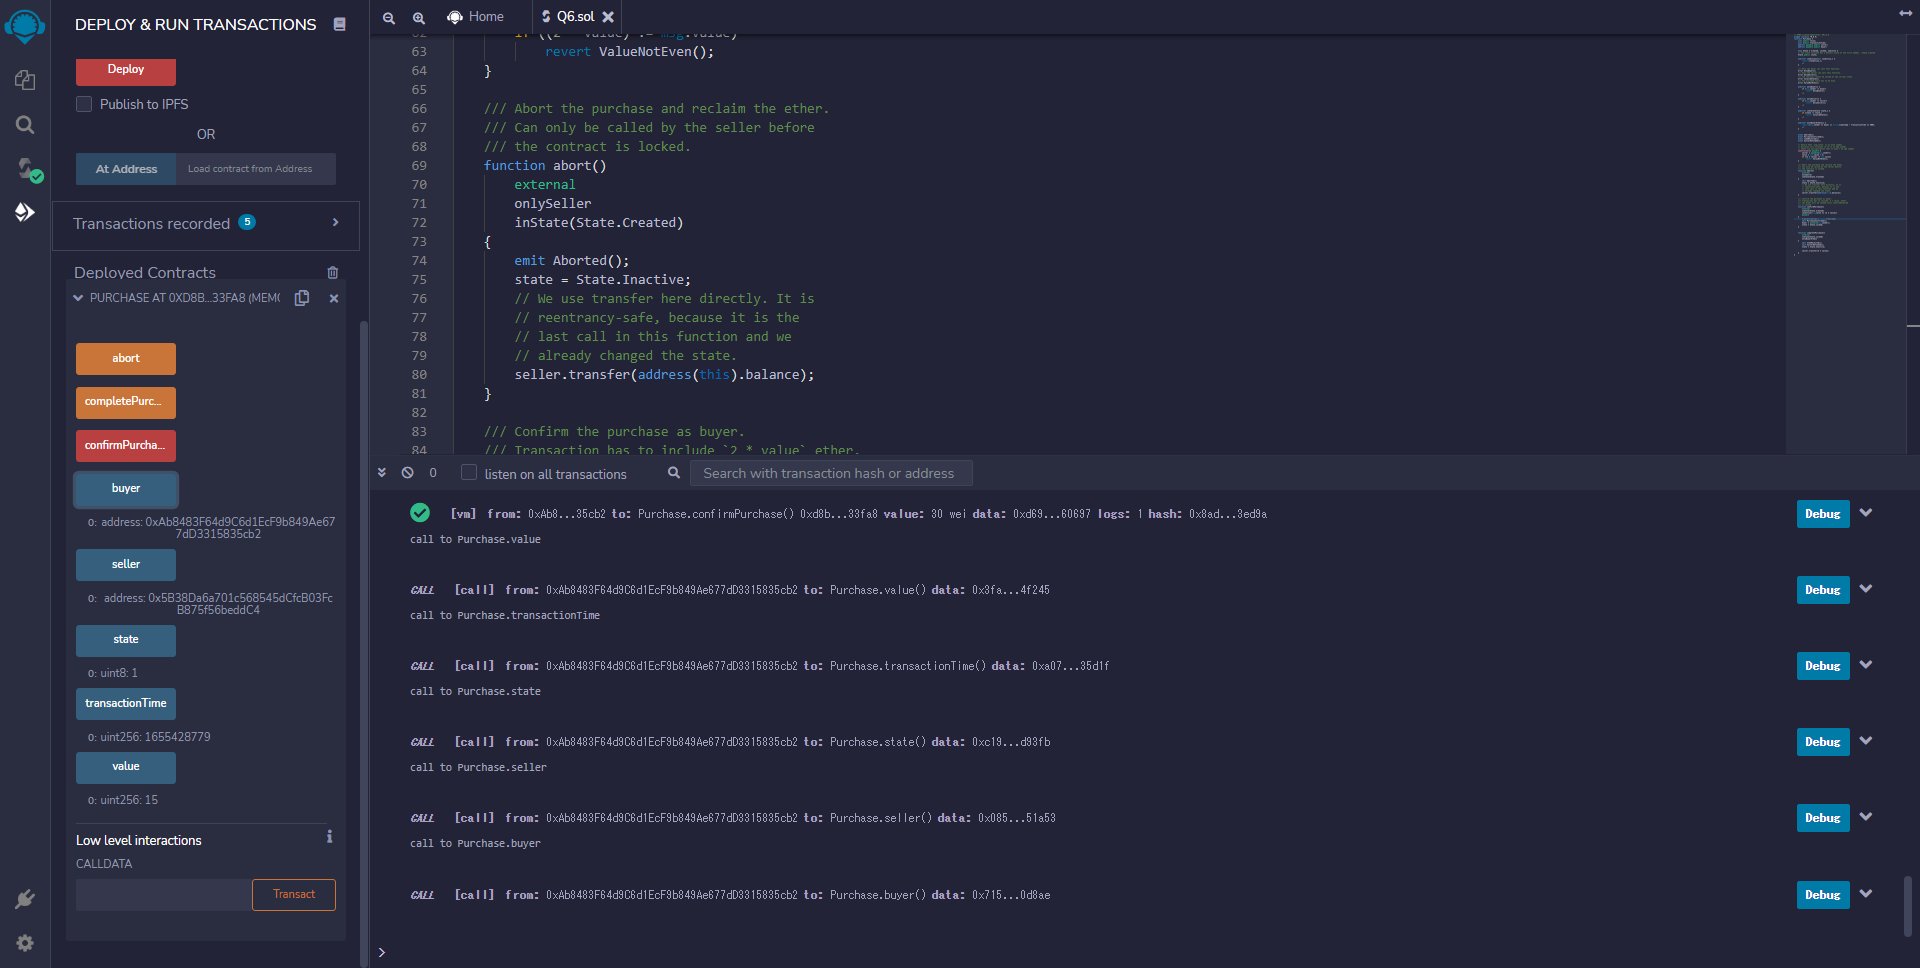 DEPLOY & RUN TRANSACTIONS
Deploy
Publish to IPFS
OR
At Address Load contract from Address
Transactions recorded 5
Deployed Contracts
PURCHASE AT 0XD8B...33FA8 (MEMO
abort
completePurc...
confirmPurcha...
buyer
0: address: 0xAb8483F64d9C6d1EcF9b849Ae67
7dD3315835cb2
seller
0: address: 0x5B38Da6a701c568545dCfcB03Fc
B875f56beddC4
state
0: uint8: 1
transactionTime
0: uint256: 1655428779
value
0: uint256: 15
Low level interactions
CALLDATA
Transact
Home Q6.sol
62 if ((2 * value) != msg.value)
63 revert ValueNotEven();
64 }
65
66 /// Abort the purchase and reclaim the ether.
67 /// Can only be called by the seller before
68 /// the contract is locked.
69 function abort()
70 external
71 onlySeller
72 inState(State.Created)
73 {
74 emit Aborted();
75 state = State.Inactive;
76 // We use transfer here directly. It is
77 // reentrancy-safe, because it is the
78 // last call in this function and we
79 // already changed the state.
80 seller.transfer(address(this).balance);
81 }
82
83 /// Confirm the purchase as buyer.
84 /// Transaction has to include `2 * value` ether.
0 listen on all transactions Search with transaction hash or address
[vm] from: 0xAb8...35cb2 to: Purchase.confirmPurchase() 0xd8b...33fa8 value: 30 wei data: 0xd69...60697 logs: 1 hash: 0x8ad...3ed9a Debug
call to Purchase.value
CALL [call] from: 0xAb8483F64d9C6d1EcF9b849Ae677dD3315835cb2 to: Purchase.value() data: 0x3fa...4f245 Debug
call to Purchase.transactionTime
CALL [call] from: 0xAb8483F64d9C6d1EcF9b849Ae677dD3315835cb2 to: Purchase.transactionTime() data: 0xa07...35d1f Debug
call to Purchase.state
CALL [call] from: 0xAb8483F64d9C6d1EcF9b849Ae677dD3315835cb2 to: Purchase.state() data: 0xc19...d93fb Debug
call to Purchase.seller
CALL [call] from: 0xAb8483F64d9C6d1EcF9b849Ae677dD3315835cb2 to: Purchase.seller() data: 0x085...51a53 Debug
call to Purchase.buyer
CALL [call] from: 0xAb8483F64d9C6d1EcF9b849Ae677dD3315835cb2 to: Purchase.buyer() data: 0x715...0d8ae Debug
>